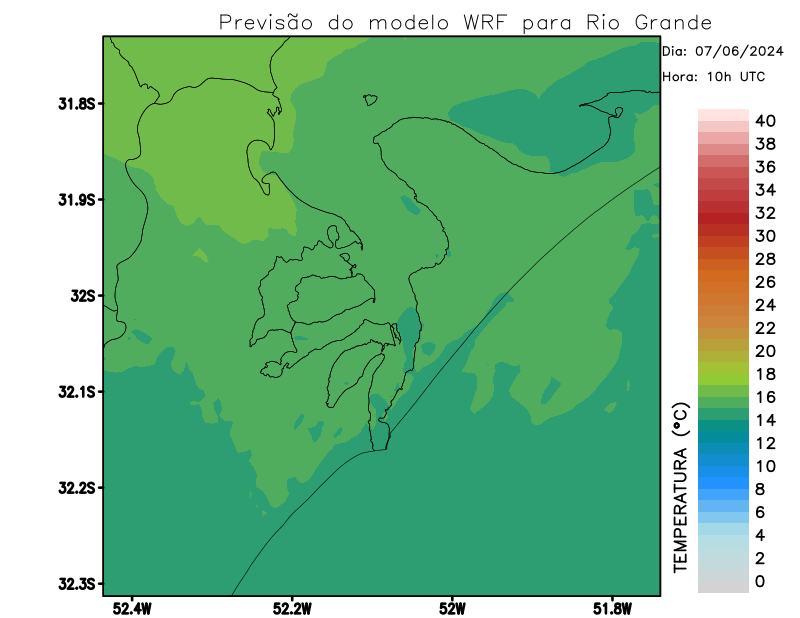 Previsão do modelo WRF para Rio Grande
Dia: 07/06/2024
Hora: 10h UTC
31.8S
31.9S
32S
32.1S
32.2S
32.3S
52.4W
52.2W
52W
51.8W
TEMPERATURA (°C)
40
38
36
34
32
30
28
26
24
22
20
18
16
14
12
10
8
6
4
2
0